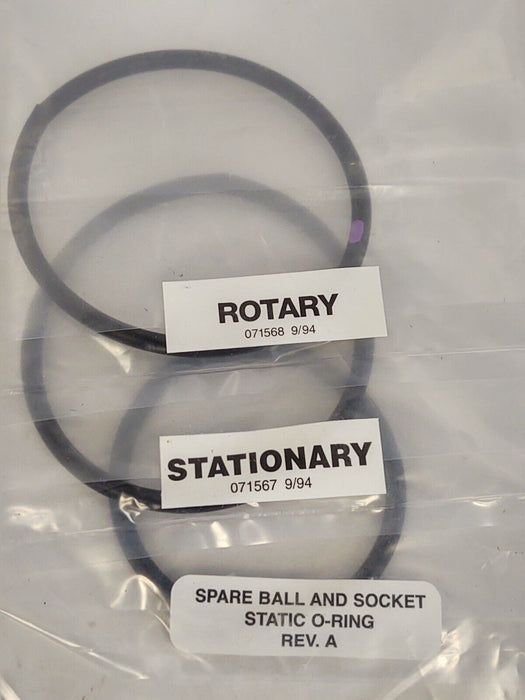 ROTARY
071568 9/94
STATIONARY
071567 9/94
SPARE BALL AND SOCKET
STATIC O-RING
REV. A